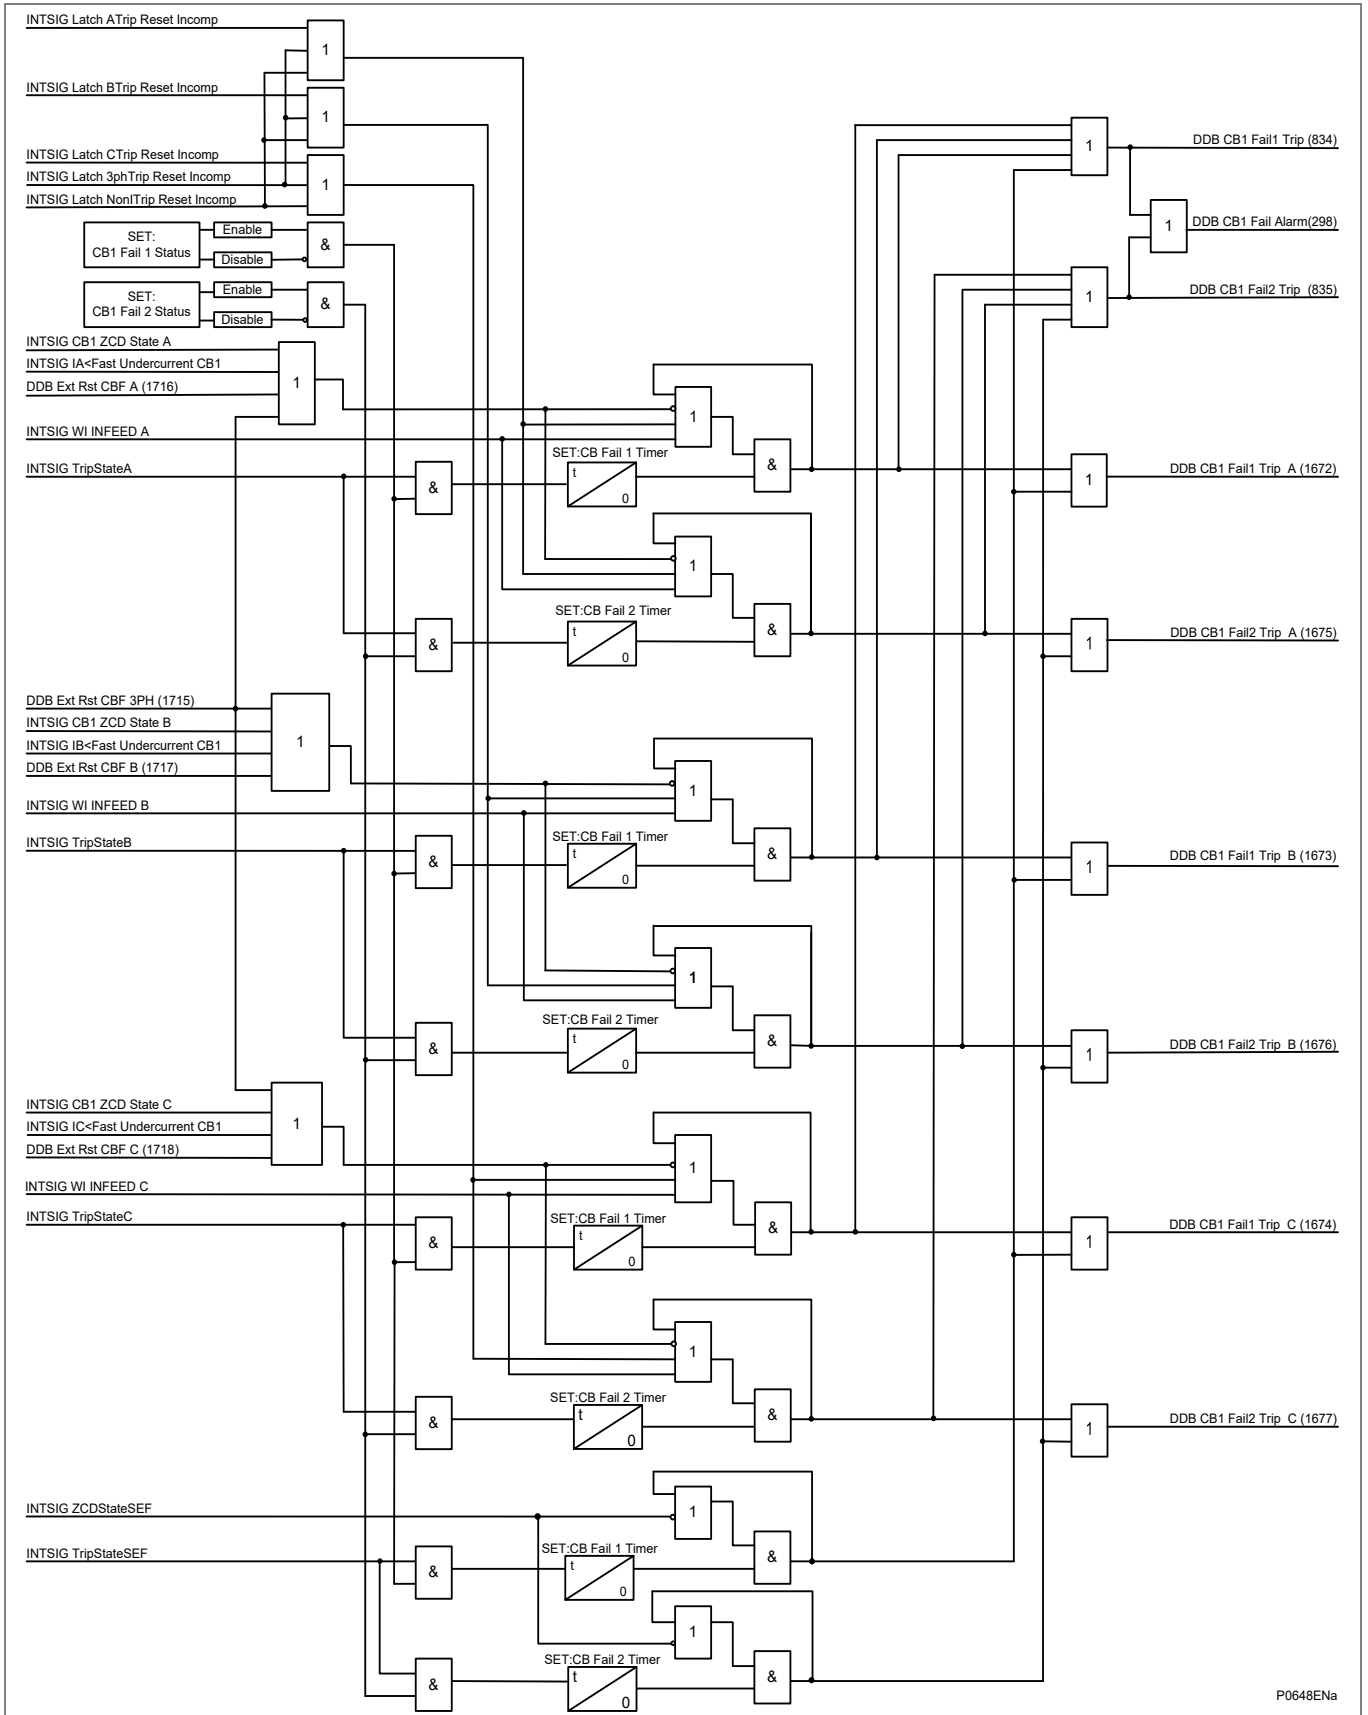 INTSIG Latch ATrip Reset Incomp
1
INTSIG Latch BTrip Reset Incomp
1
INTSIG Latch CTrip Reset Incomp
INTSIG Latch 3phTrip Reset Incomp
1
INTSIG Latch NonITrip Reset Incomp
1
DDB CB1 Fail1 Trip (834)
1
DDB CB1 Fail Alarm(298)
SET:
CB1 Fail 1 Status
Enable
Disable
&
SET:
CB1 Fail 2 Status
Enable
Disable
&
1
DDB CB1 Fail2 Trip (835)
INTSIG CB1 ZCD State A
INTSIG IA<Fast Undercurrent CB1
DDB Ext Rst CBF A (1716)
1
INTSIG WI INFEED A
1
INTSIG TripStateA
&
SET:CB Fail 1 Timer
t
0
&
1
DDB CB1 Fail1 Trip A (1672)
1
&
SET:CB Fail 2 Timer
t
0
&
1
DDB CB1 Fail2 Trip A (1675)
DDB Ext Rst CBF 3PH (1715)
INTSIG CB1 ZCD State B
INTSIG IB<Fast Undercurrent CB1
DDB Ext Rst CBF B (1717)
1
INTSIG WI INFEED B
1
INTSIG TripStateB
&
SET:CB Fail 1 Timer
t
0
&
1
DDB CB1 Fail1 Trip B (1673)
1
&
SET:CB Fail 2 Timer
t
0
&
1
DDB CB1 Fail2 Trip B (1676)
INTSIG CB1 ZCD State C
INTSIG IC<Fast Undercurrent CB1
DDB Ext Rst CBF C (1718)
1
INTSIG WI INFEED C
1
INTSIG TripStateC
&
SET:CB Fail 1 Timer
t
0
&
1
DDB CB1 Fail1 Trip C (1674)
1
&
SET:CB Fail 2 Timer
t
0
&
1
DDB CB1 Fail2 Trip C (1677)
INTSIG ZCDStateSEF
1
INTSIG TripStateSEF
&
SET:CB Fail 1 Timer
t
0
&
1
&
SET:CB Fail 2 Timer
t
0
&
P0648ENa